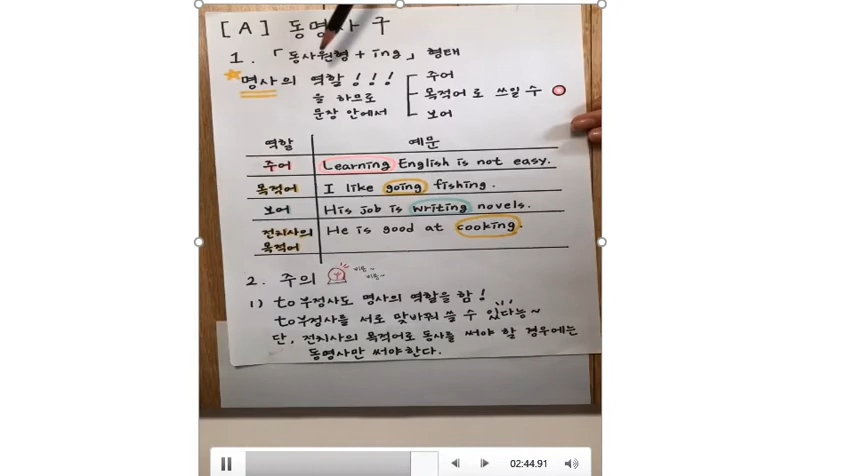 [A] 동명사 구
1. 「동사원형 + ing」 형태
명사의 역할!!! 주어
을 하므로 목적어로 쓰일 수
문장 안에서 보어
역할 예문
주어 Learning English is not easy.
목적어 I like going fishing.
보어 His job is writing novels.
전치사의 목적어 He is good at cooking.
2. 주의
1) to부정사도 명사의 역할을 함!
to부정사를 서로 맞바꿔 쓸 수 있다능~
단, 전치사의 목적어로 동사를 써야 할 경우에는
동명사만 써야한다.
02:44.91